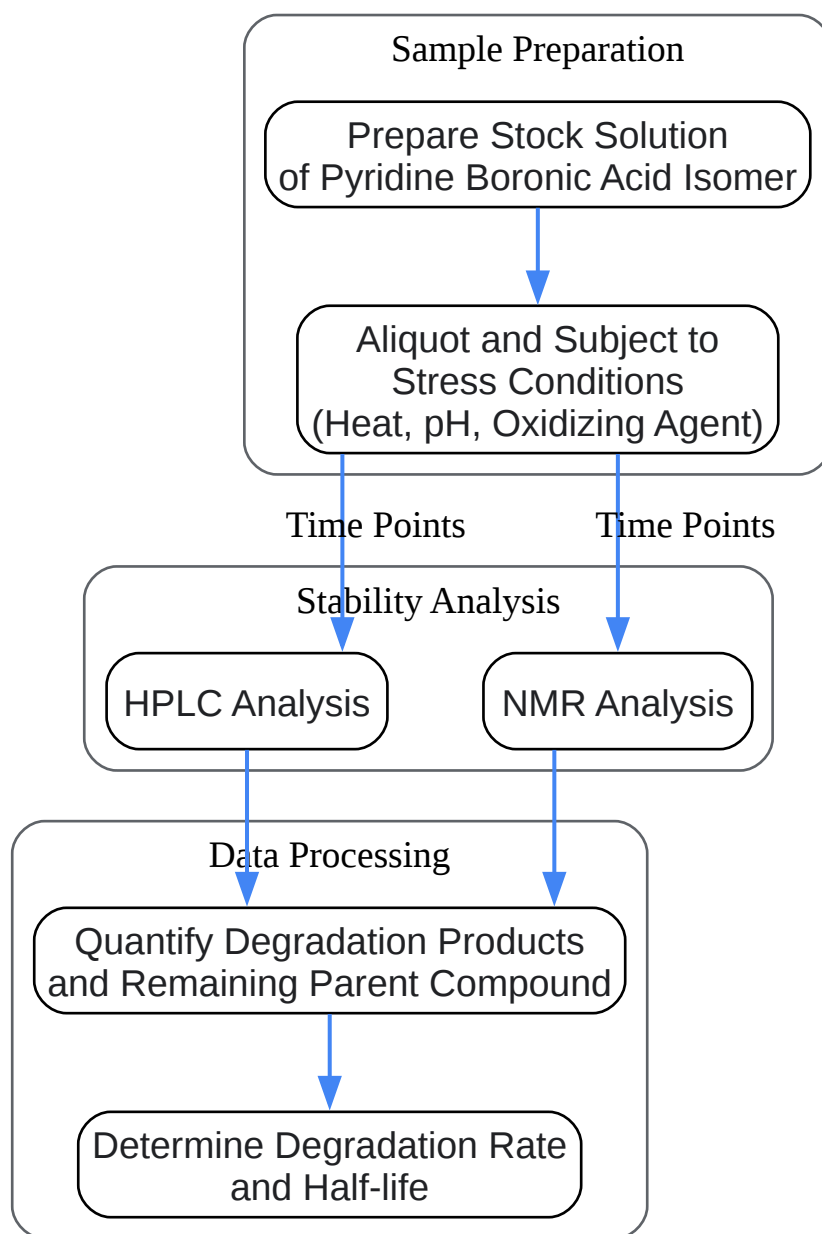 Sample Preparation
Prepare Stock Solution
of Pyridine Boronic Acid Isomer
Aliquot and Subject to
Stress Conditions
(Heat, pH, Oxidizing Agent)
Time Points
Time Points
Stability Analysis
HPLC Analysis
NMR Analysis
Data Processing
Quantify Degradation Products
and Remaining Parent Compound
Determine Degradation Rate
and Half-life